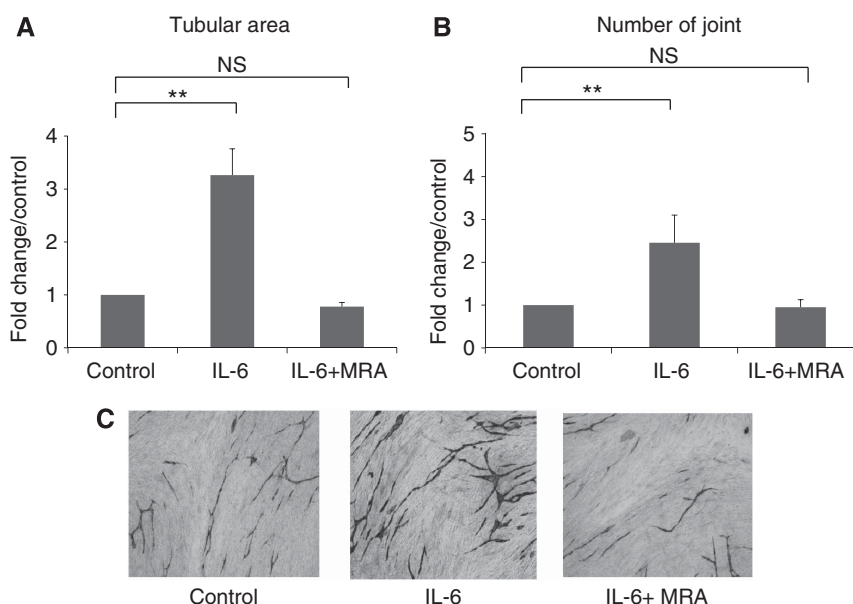 A
Tubular area
NS
**
4
3
2
1
0
Fold change/control
Control IL-6 IL-6+MRA
B
Number of joint
NS
**
5
4
3
2
1
0
Fold change/control
Control IL-6 IL-6+MRA
C
Control IL-6 IL-6+ MRA